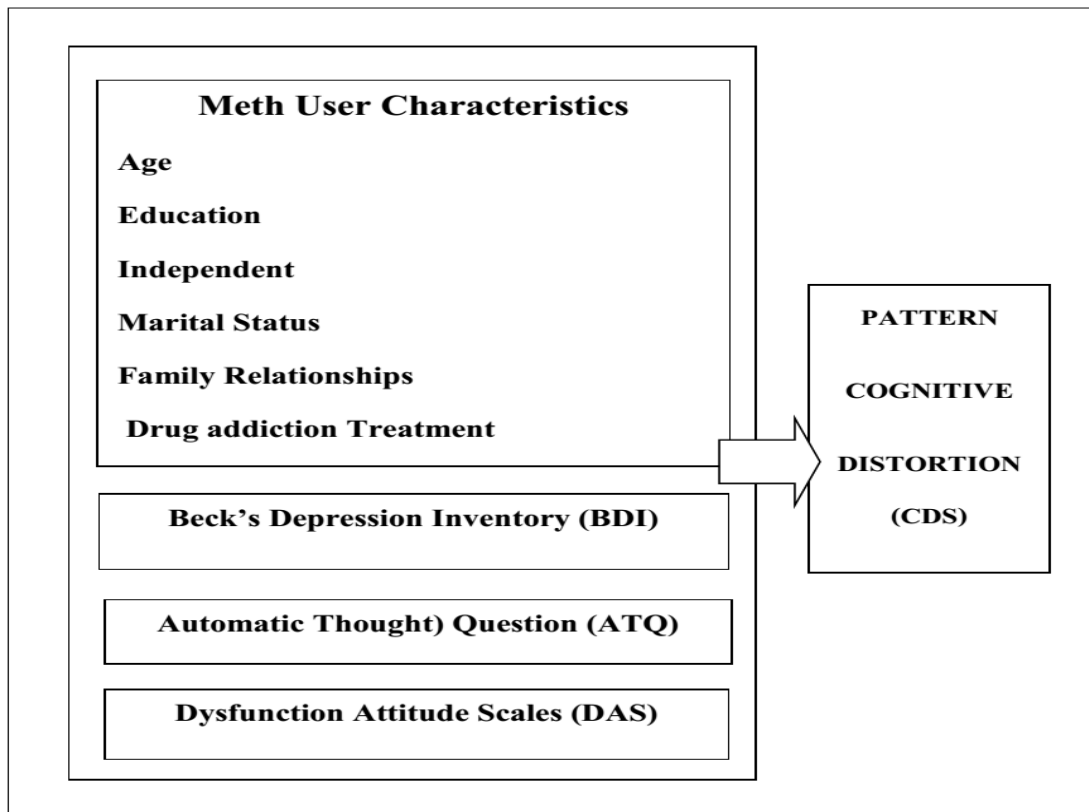 Meth User Characteristics
Age
Education
Independent
Marital Status
Family Relationships
Drug addiction Treatment
Beck's Depression Inventory (BDI)
Automatic Thought) Question (ATQ)
Dysfunction Attitude Scales (DAS)
PATTERN
COGNITIVE
DISTORTION
(CDS)